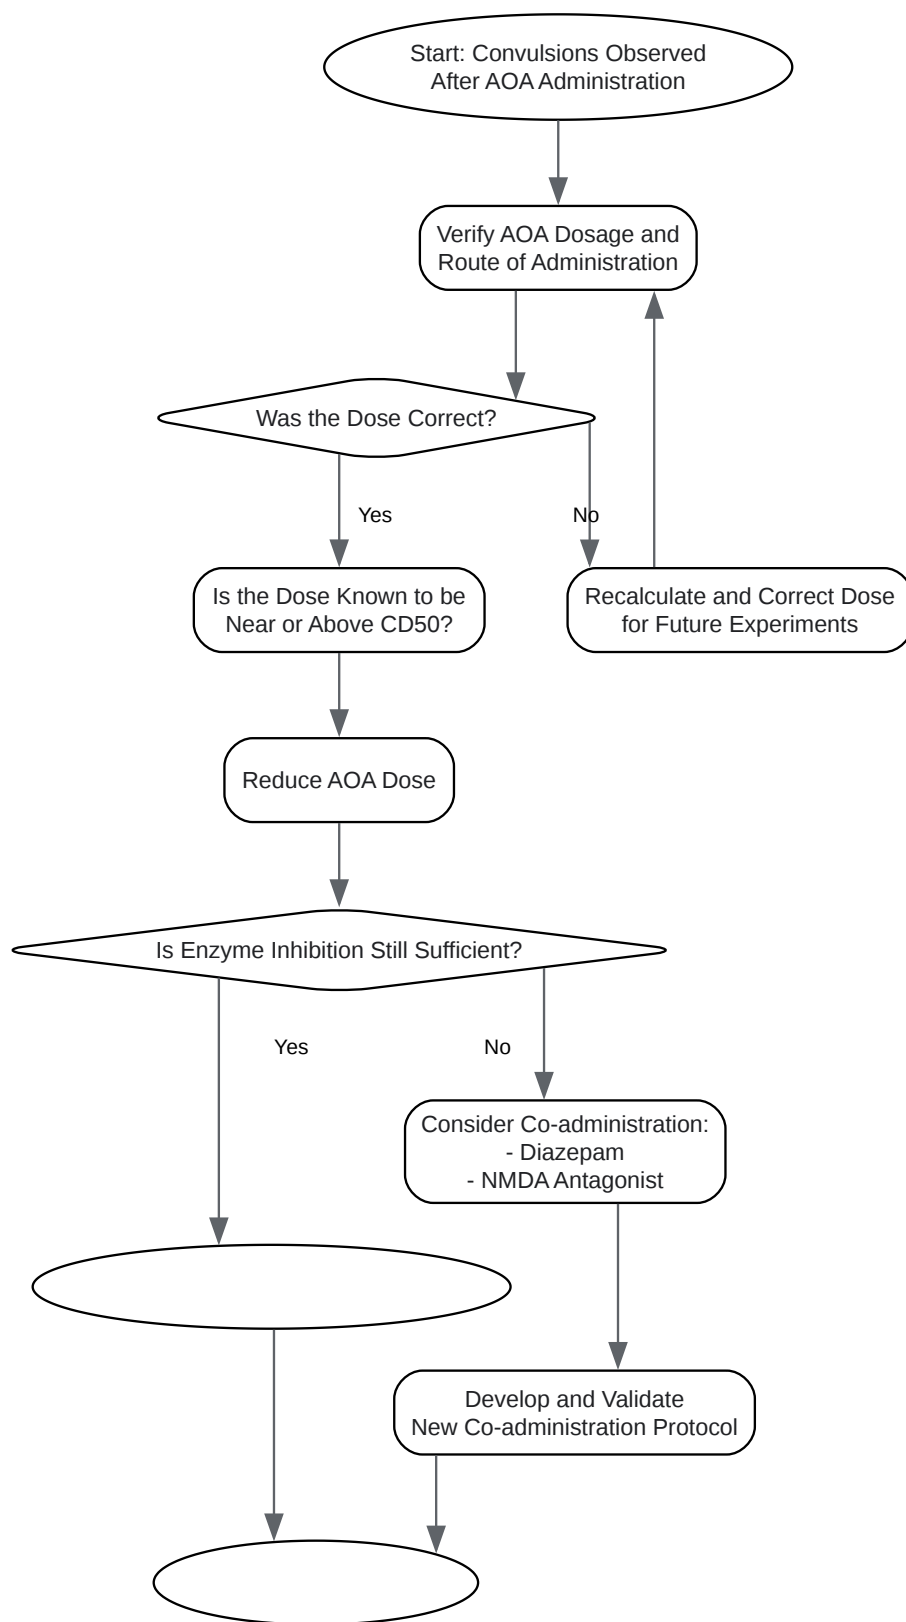 Start: Convulsions Observed
After AOA Administration
Verify AOA Dosage and
Route of Administration
Was the Dose Correct?
Yes
No
Is the Dose Known to be
Near or Above CD50?
Recalculate and Correct Dose
for Future Experiments
Reduce AOA Dose
Is Enzyme Inhibition Still Sufficient?
Yes
No
Consider Co-administration:
- Diazepam
- NMDA Antagonist
Develop and Validate
New Co-administration Protocol